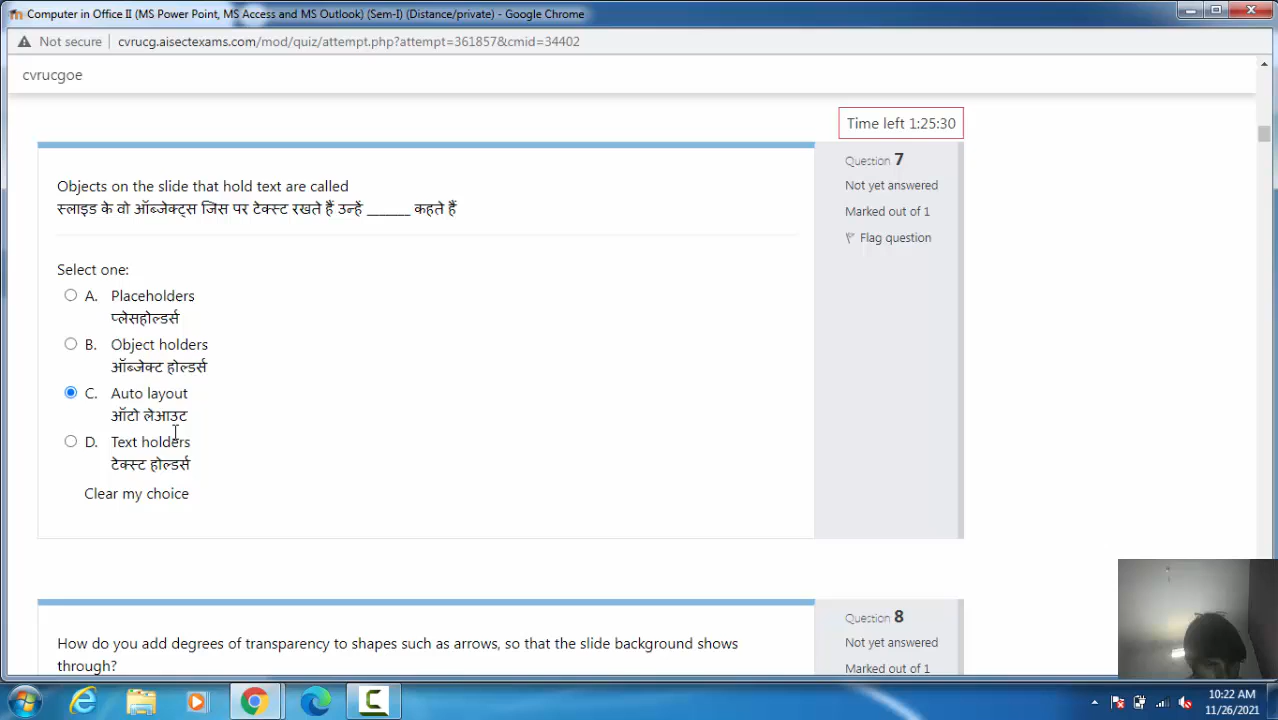 Computer in Office II (MS Power Point, MS Access and MS Outlook) (Sem-I) (Distance/private) - Google Chrome
Not secure | cvrucg.aisectexams.com/mod/quiz/attempt.php?attempt=361857&cmid=34402
cvrucgoe
Time left 1:25:30
Question 7
Not yet answered
Marked out of 1
Flag question
Objects on the slide that hold text are called
स्लाइड के वो ऑब्जेक्ट्स जिस पर टेक्स्ट रखते हैं उन्हें _______ कहते हैं
Select one:
A. Placeholders
प्लेसहोल्डर्स
B. Object holders
ऑब्जेक्ट होल्डर्स
C. Auto layout
ऑटो लेआउट
D. Text holders
टेक्स्ट होल्डर्स
Clear my choice
Question 8
Not yet answered
Marked out of 1
How do you add degrees of transparency to shapes such as arrows, so that the slide background shows
through?
10:22 AM
11/26/2021